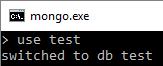 mongo.exe
> use test
switched to db test